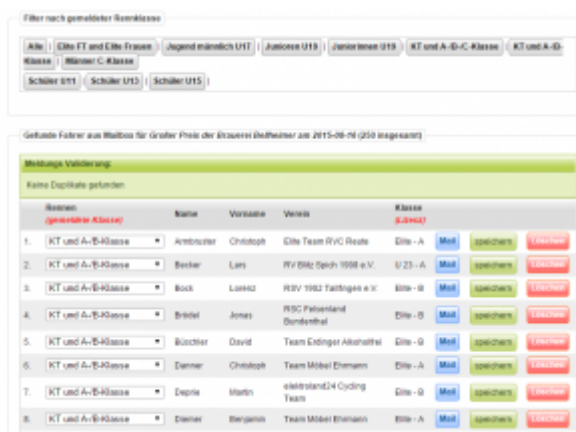 Filter nach gemeldeter Rennklasse
Alle | Elite FT und Elite Frauen | Jugend männlich U17 | Junioren U19 | Juniorinnen U19 | KT und A-/B-/C-Klasse | KT und A-/B-
Klasse | Männer C-Klasse
Schüler U11 | Schüler U13 | Schüler U15 |
Gefunde Fahrer aus Mailbox für Großer Preis der Brauerei Bellheimer am 2015-08-16 (250 insgesamt)
Meldungs Validierung:
Keine Duplikate gefunden
Rennen Klasse
(gemeldete Klasse) Name Vorname Verein (Lizenz)
1. KT und A-/B-Klasse Armbruster Christoph Elite Team RVC Reute Elite - A Mail speichern Löschen
2. KT und A-/B-Klasse Becker Lars RV Blitz Spich 1908 e.V. U 23 - A Mail speichern Löschen
3. KT und A-/B-Klasse Bock Lorenz RSV 1902 Tailfingen e.V. Elite - B Mail speichern Löschen
4. KT und A-/B-Klasse Brödel Jonas RSC Felsenland
Bundenthal Elite - B Mail speichern Löschen
5. KT und A-/B-Klasse Büschler David Team Erdinger Alkoholfrei Elite - B Mail speichern Löschen
6. KT und A-/B-Klasse Danner Christoph Team Möbel Ehrmann Elite - A Mail speichern Löschen
7. KT und A-/B-Klasse Deprie Martin elektroland24 Cycling
Team Elite - B Mail speichern Löschen
8. KT und A-/B-Klasse Diemer Benjamin Team Möbel Ehrmann Elite - A Mail speichern Löschen